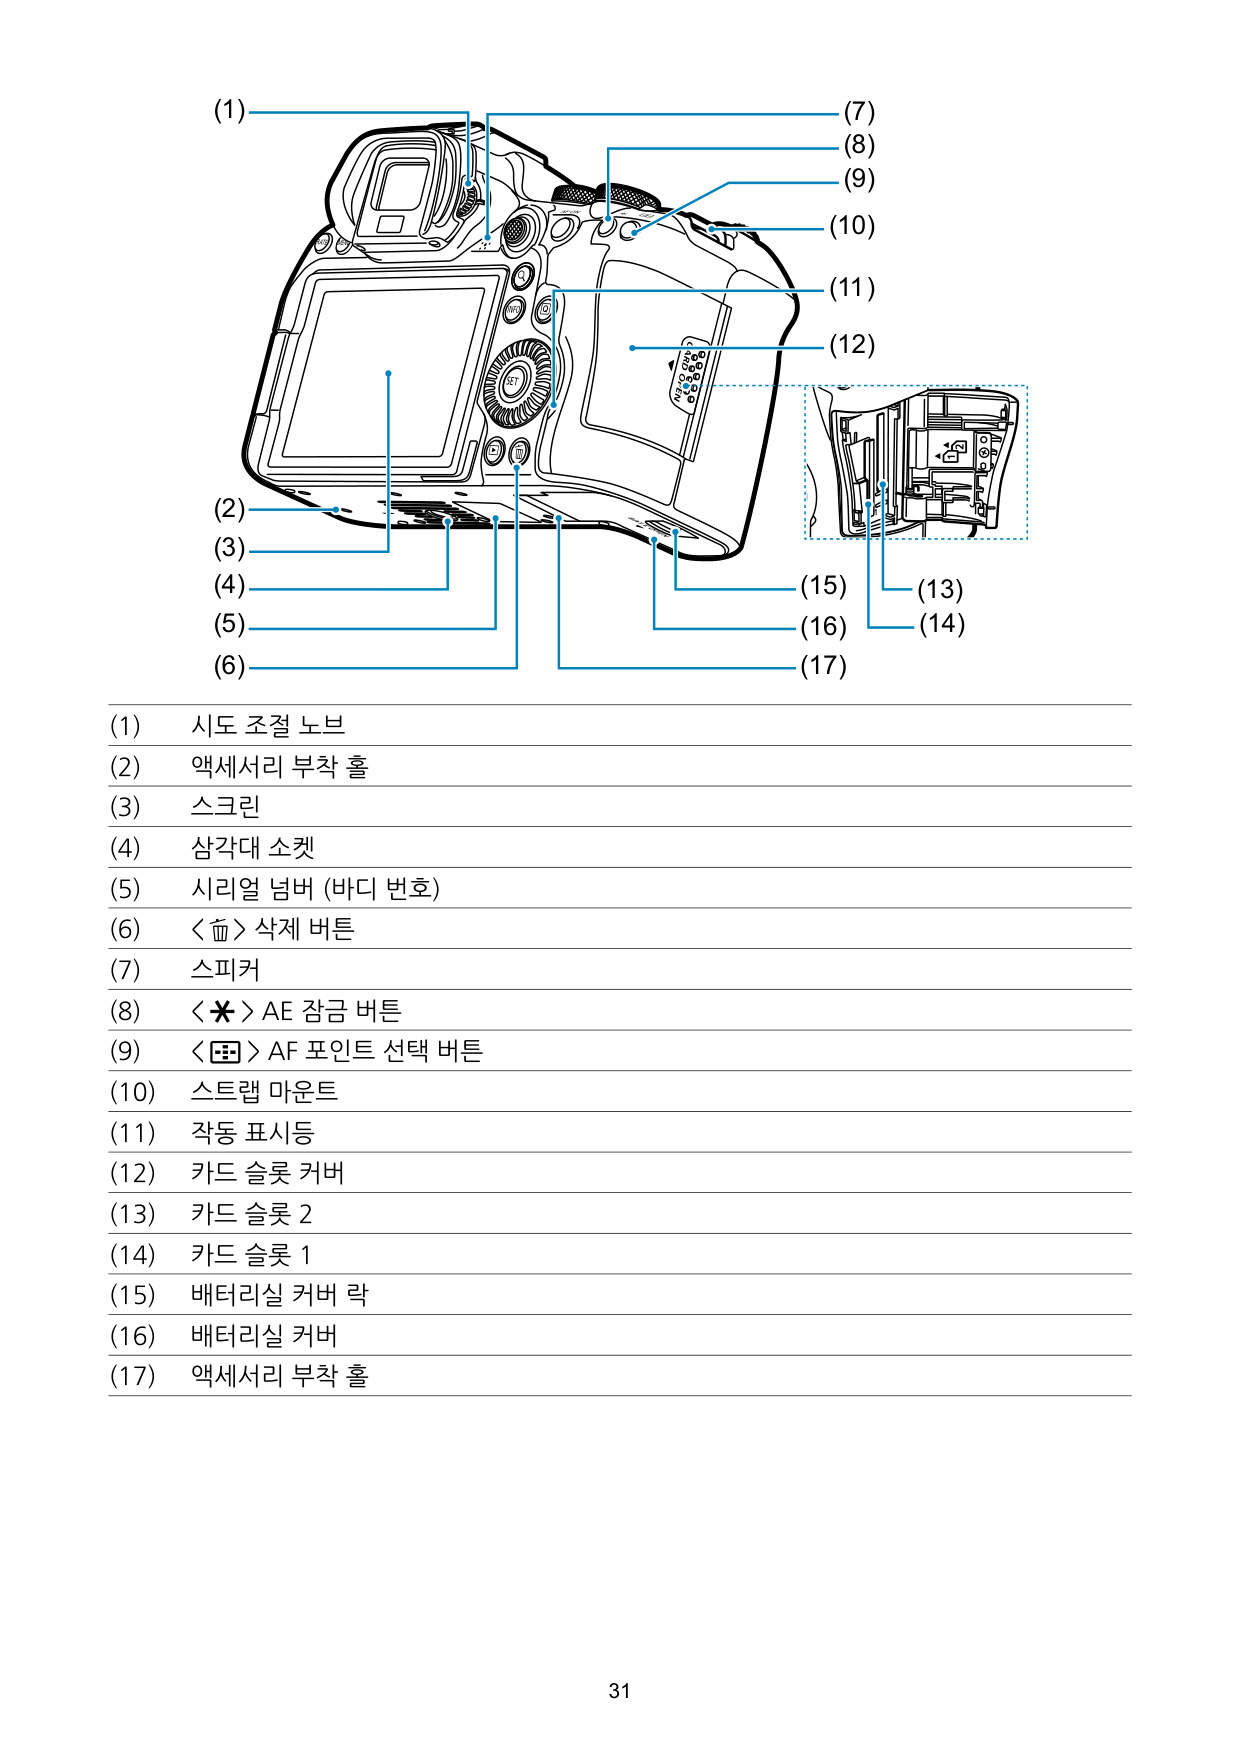 (1)
(7)
(8)
(9)
(10)
(11)
(12)
INFO
SET
1 2
(2)
(3)
(4)
(5)
(6)
(15)
(13)
(16)
(14)
(17)
(1) 시도 조절 노브
(2) 액세서리 부착 홀
(3) 스크린
(4) 삼각대 소켓
(5) 시리얼 넘버 (바디 번호)
(6) < > 삭제 버튼
(7) 스피커
(8) <✱> AE 잠금 버튼
(9) < > AF 포인트 선택 버튼
(10) 스트랩 마운트
(11) 작동 표시등
(12) 카드 슬롯 커버
(13) 카드 슬롯 2
(14) 카드 슬롯 1
(15) 배터리실 커버 락
(16) 배터리실 커버
(17) 액세서리 부착 홀
31